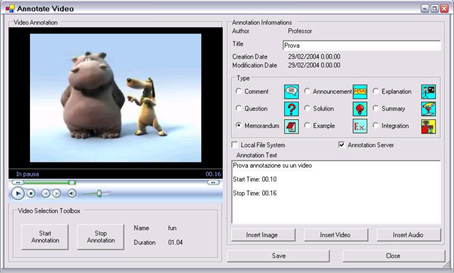 Annotate Video
Video Annotation
In pausa 00.16
Video Selection Toolbox
Start Annotation
Stop Annotation
Name fun
Duration 01.04
Annotation Informations
Author Professor
Title Prova
Creation Date 29/02/2004 0.00.00
Modification Date 29/02/2004 0.00.00
Type
Comment Announcement Explanation
Question Solution Summary
Memorandum Example Ex. Integration
Local File System Annotation Server
Annotation Text
Prova annotazione su un video
Start Time: 00.10
Stop Time: 00.16
Insert Image Insert Video Insert Audio
Save Close